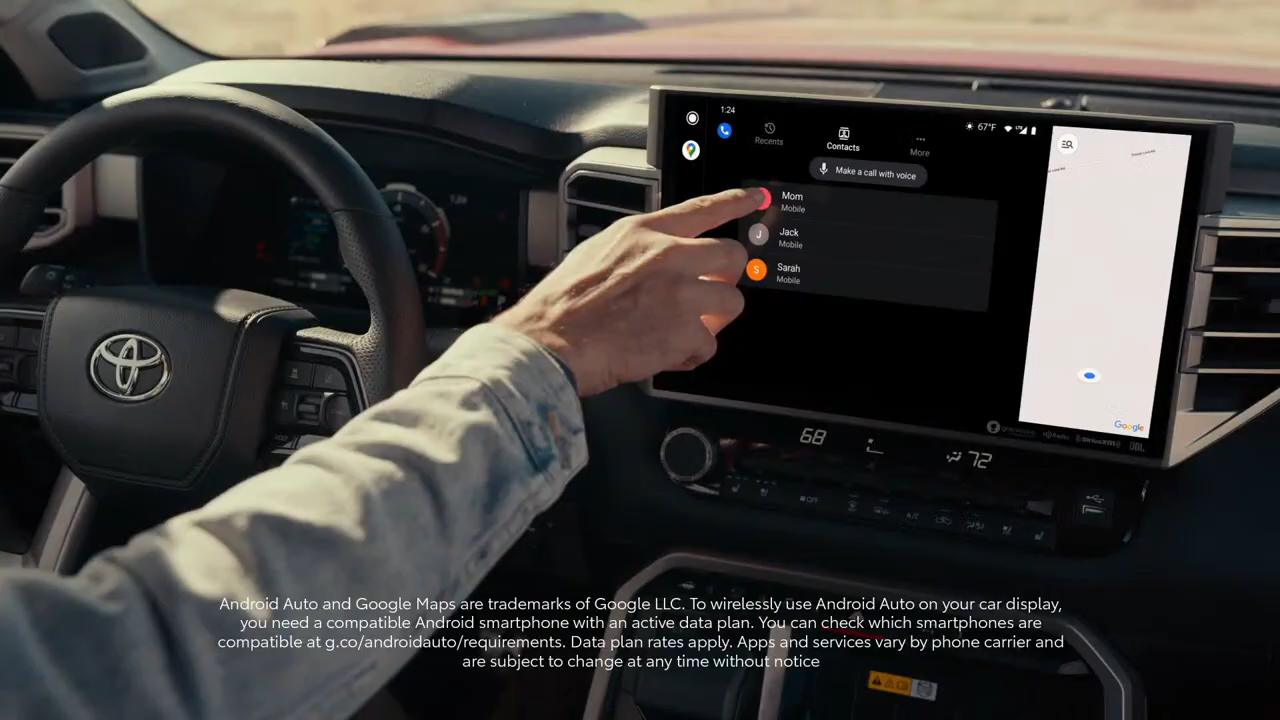 1:24
67°F
LTE
Recents
Contacts
More
Make a call with voice
Mom
Mobile
J
Jack
Mobile
S
Sarah
Mobile
Google
SiriusXM
JBL
68
72
OFF
A/C
Android Auto and Google Maps are trademarks of Google LLC. To wirelessly use Android Auto on your car display,
you need a compatible Android smartphone with an active data plan. You can check which smartphones are
compatible at g.co/androidauto/requirements. Data plan rates apply. Apps and services vary by phone carrier and
are subject to change at any time without notice